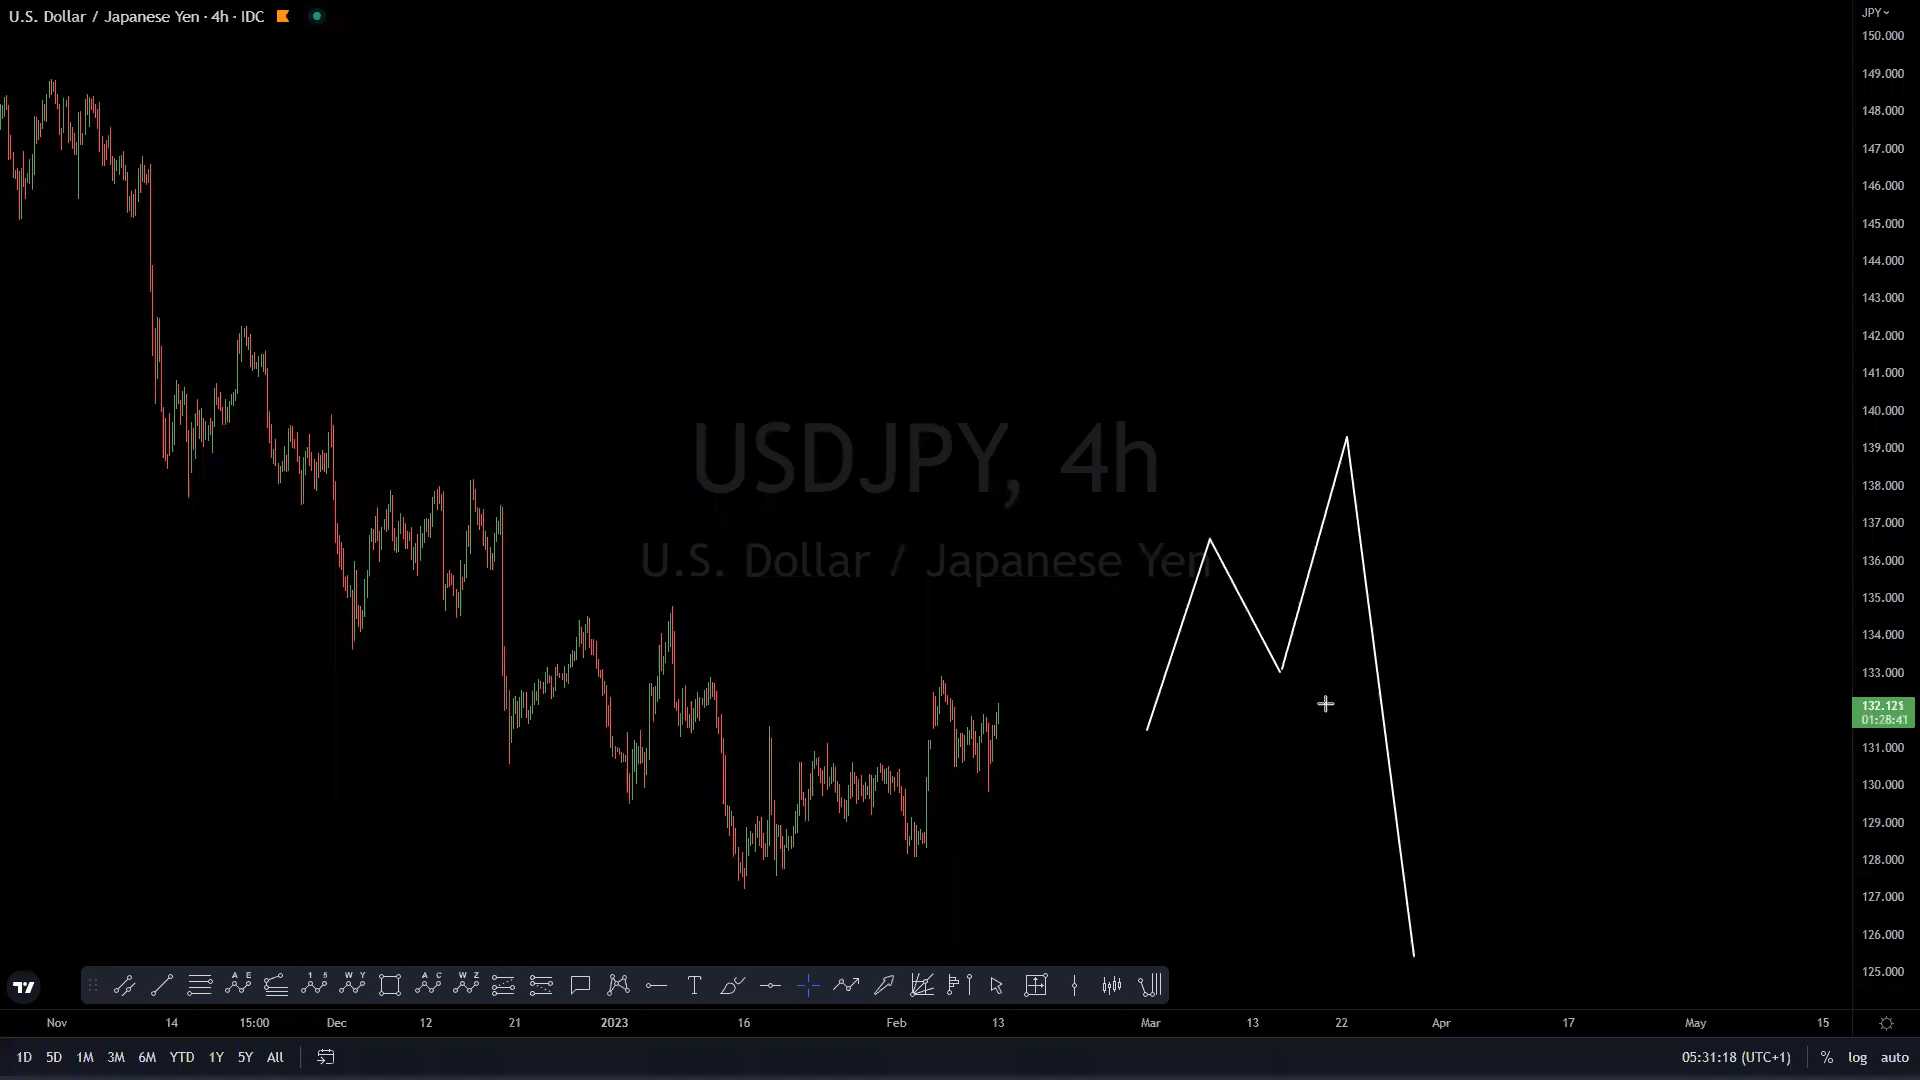 U.S. Dollar / Japanese Yen · 4h · IDC
JPY
150.000
149.000
148.000
147.000
146.000
145.000
144.000
143.000
142.000
141.000
140.000
139.000
138.000
137.000
136.000
135.000
134.000
133.000
132.121
01:28:41
131.000
130.000
129.000
128.000
127.000
126.000
125.000
USDJPY, 4h
U.S. Dollar / Japanese Yen
A E
1 5
W Y
A C
W Z
T
Nov 14 15:00 Dec 12 21 2023 16 Feb 13 Mar 13 22 Apr 17 May 15
1D 5D 1M 3M 6M YTD 1Y 5Y All
05:31:18 (UTC+1) % log auto